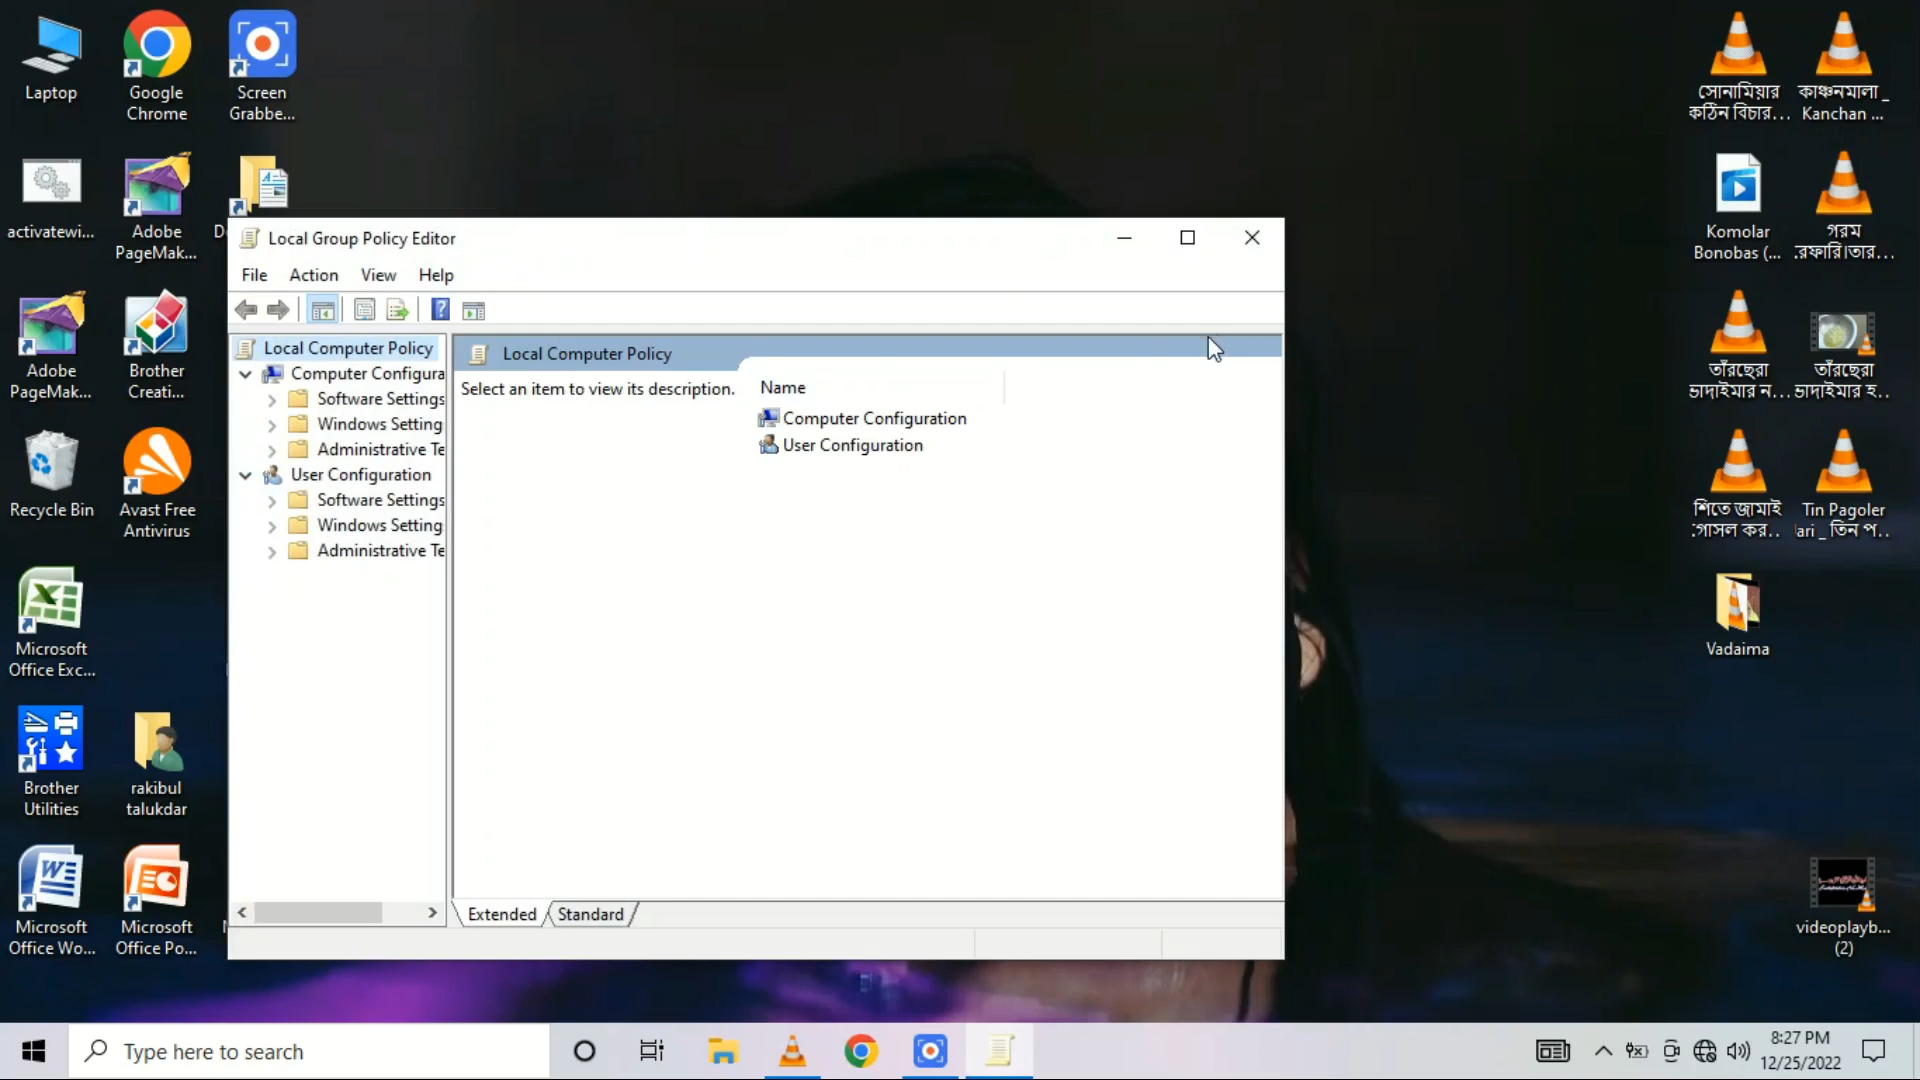 Laptop
Google
Chrome
Screen
Grabbe...
activatewi...
Adobe
PageMak...
Adobe
PageMak...
Brother
Creati...
Recycle Bin
Avast Free
Antivirus
Microsoft
Office Exc...
Brother
Utilities
rakibul
talukdar
Microsoft
Office Wo...
Microsoft
Office Po...
Local Group Policy Editor
File
Action
View
Help
Local Computer Policy
Computer Configura
Software Settings
Windows Setting
Administrative Te
User Configuration
Software Settings
Windows Setting
Administrative Te
Local Computer Policy
Select an item to view its description.
Name
Computer Configuration
User Configuration
Extended
Standard
সোনামিয়ার
কঠিন বিচার...
কাঞ্চনমালা _
Kanchan ...
Komolar
Bonobas (...
গরম
তাঁরছেরা
ভাদাইমার ন...
তাঁরছেরা
ভাদাইমার হ...
শিতে জামাই
গোসল কর..
Tin Pagoler
ari _ তিন প...
Vadaima
videoplayb...
(2)
Type here to search
8:27 PM
12/25/2022